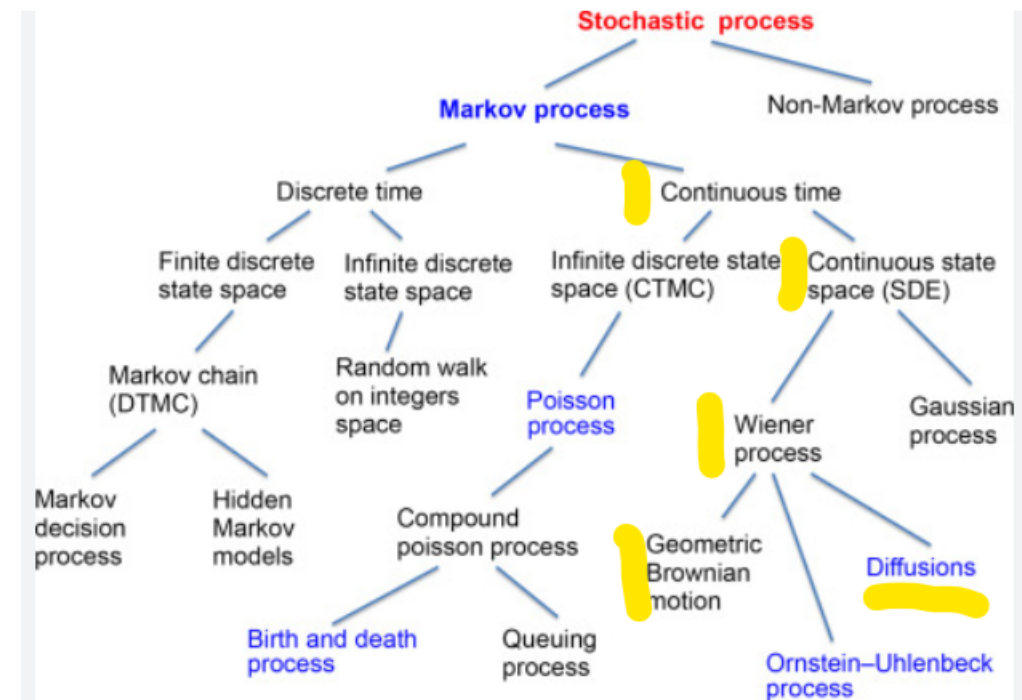 Stochastic process
Markov process
Non-Markov process
Discrete time
Continuous time
Finite discrete
state space
Infinite discrete
state space
Infinite discrete state
space (CTMC)
Continuous state
space (SDE)
Markov chain
(DTMC)
Random walk
on integers
space
Poisson
process
Wiener
process
Gaussian
process
Markov
decision
process
Hidden
Markov
models
Compound
poisson process
Geometric
Brownian
motion
Diffusions
Birth and death
process
Queuing
process
Ornstein–Uhlenbeck
process